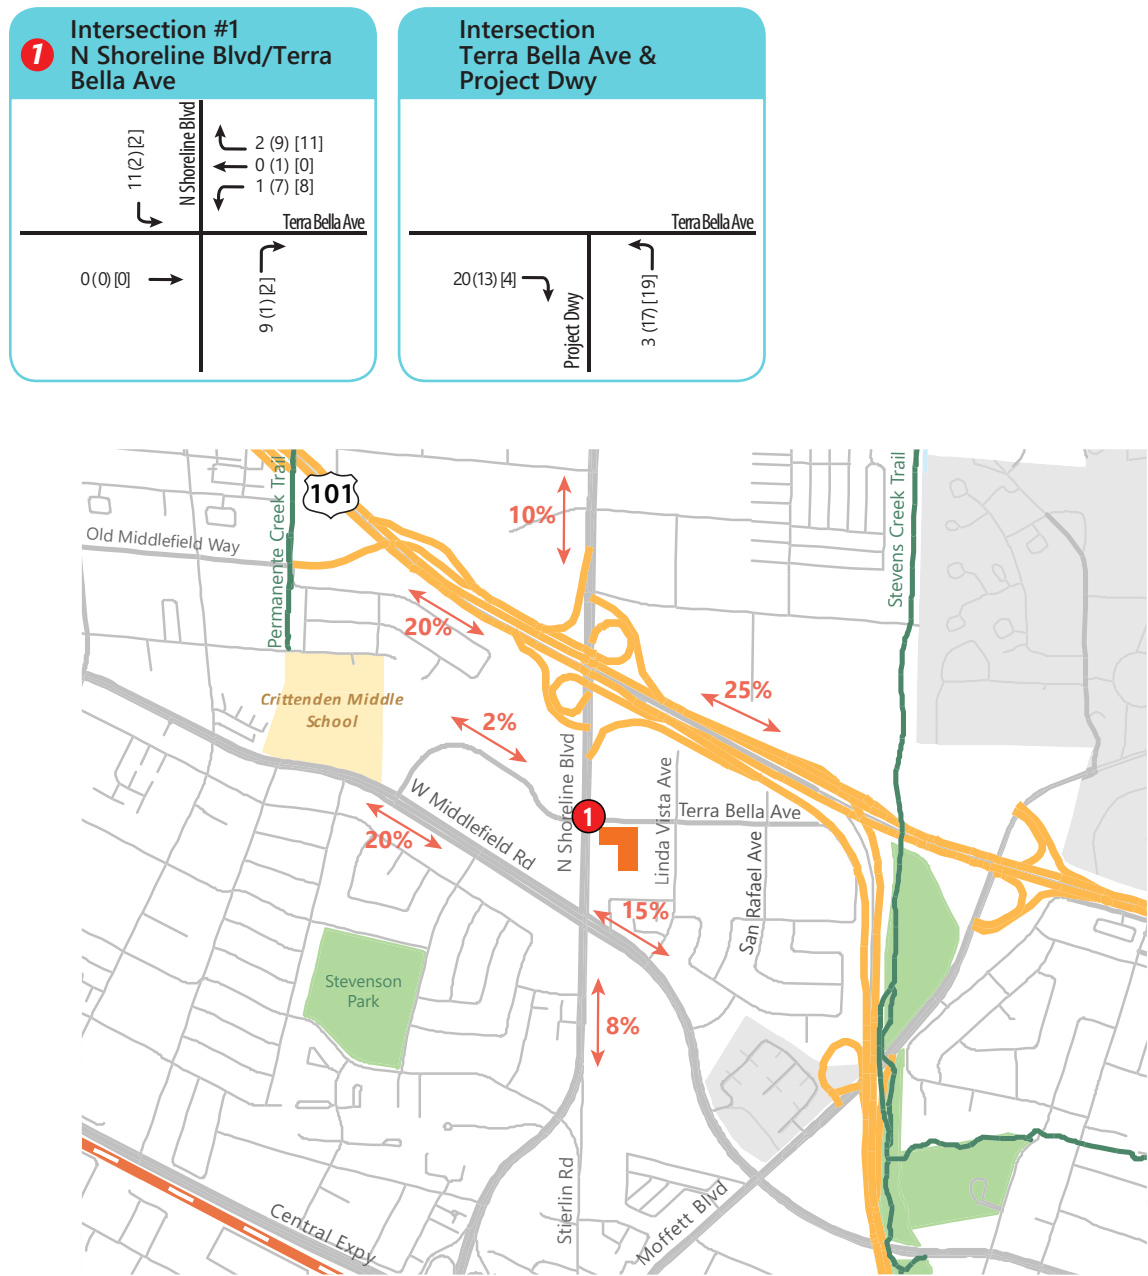 1
Intersection #1
N Shoreline Blvd/Terra
Bella Ave
11 (2) [2]
N Shoreline Blvd
2 (9) [11]
0 (1) [0]
1 (7) [8]
Terra Bella Ave
0 (0) [0]
9 (1) [2]
Intersection
Terra Bella Ave &
Project Dwy
Terra Bella Ave
20 (13) [4]
Project Dwy
3 (17) [19]
Permanente Creek Trail
101
10%
Stevens Creek Trail
Old Middlefield Way
20%
Crittenden Middle
School
25%
2%
N Shoreline Blvd
Linda Vista Ave
W Middlefield Rd
1
Terra Bella Ave
20%
San Rafael Ave
15%
Stevenson
Park
8%
Stierlin Rd
Moffett Blvd
Central Expy